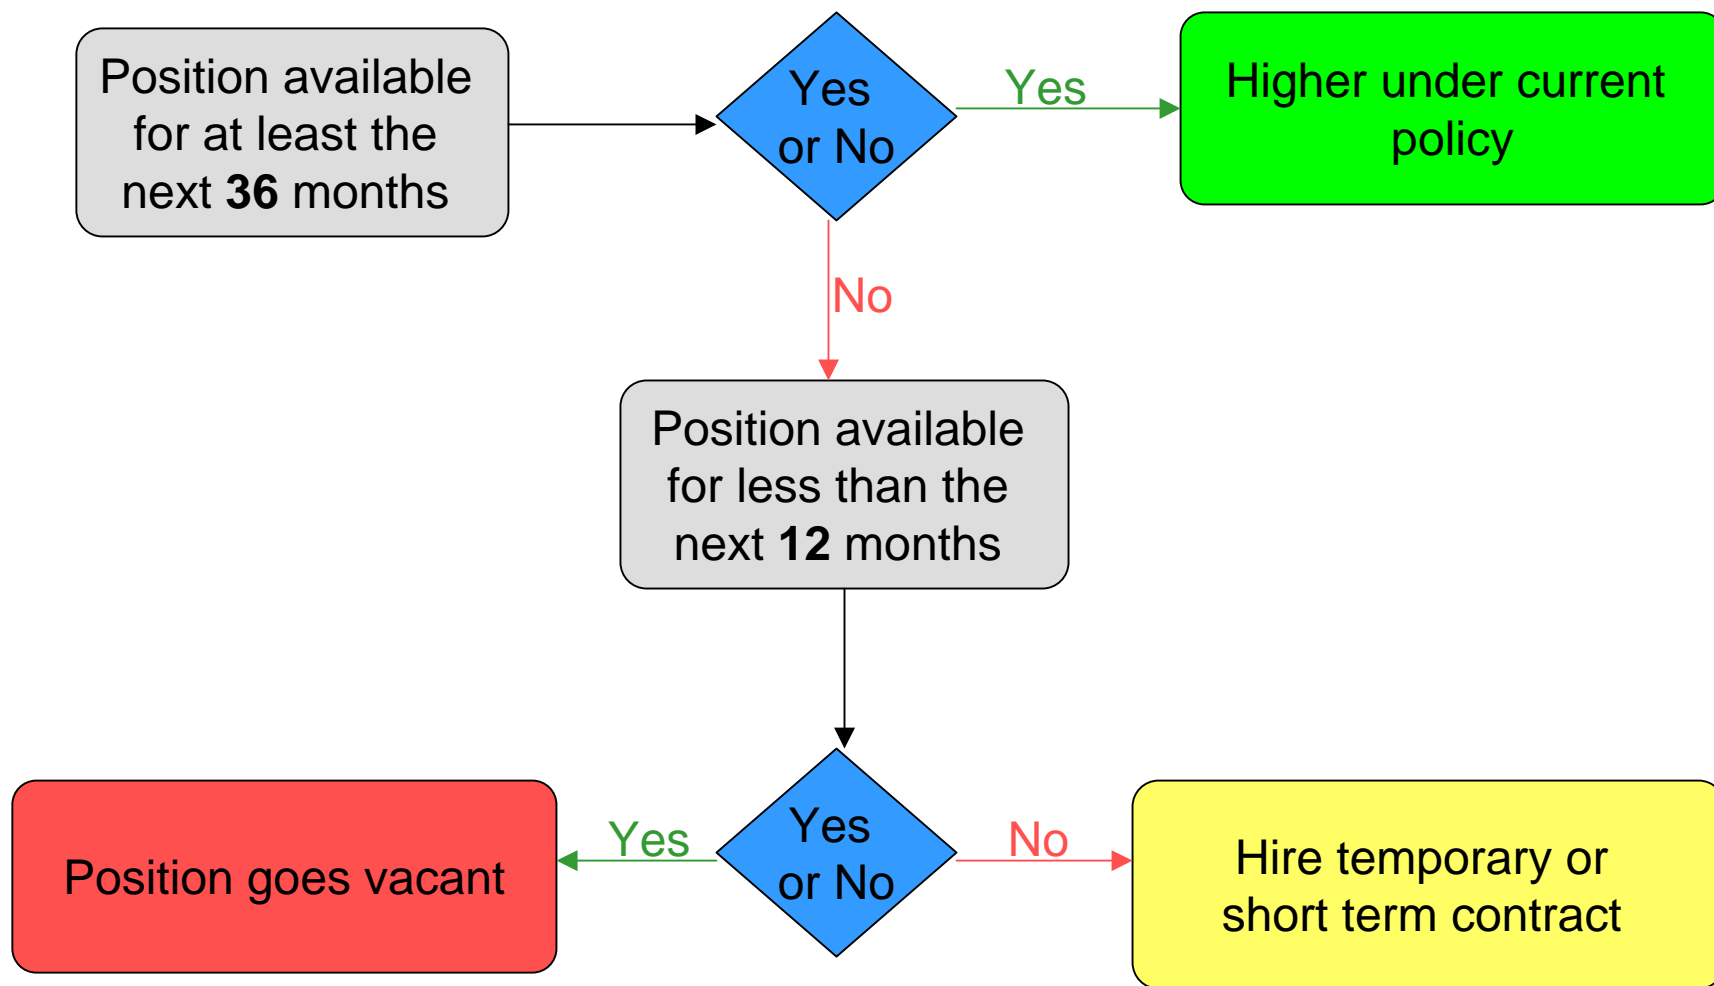 Position available
for at least the
next 36 months
Yes
or No
Yes
Higher under current
policy
No
Position available
for less than the
next 12 months
Position goes vacant
Yes
Yes
or No
No
Hire temporary or
short term contract